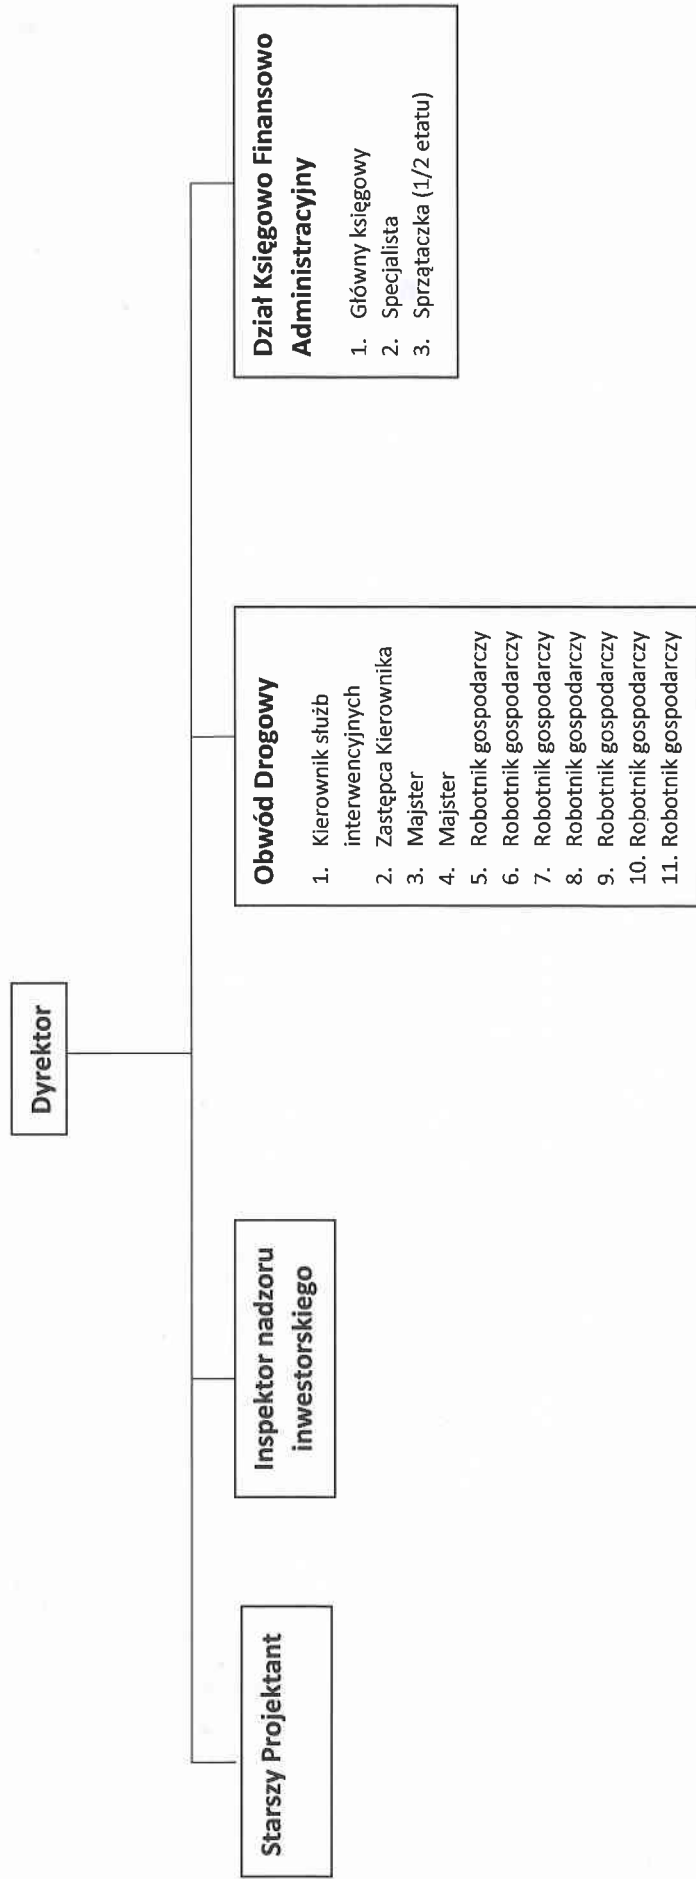 Dyrektor
Starszy Projektant
Inspektor nadzoru
inwestorskiego
Obwód Drogowy
1. Kierownik służb
interwencyjnych
2. Zastępca Kierownika
3. Majster
4. Majster
5. Robotnik gospodarczy
6. Robotnik gospodarczy
7. Robotnik gospodarczy
8. Robotnik gospodarczy
9. Robotnik gospodarczy
10. Robotnik gospodarczy
11. Robotnik gospodarczy
Dział Księgowo Finansowo
Administracyjny
1. Główny księgowy
2. Specjalista
3. Sprzątaczka (1/2 etatu)